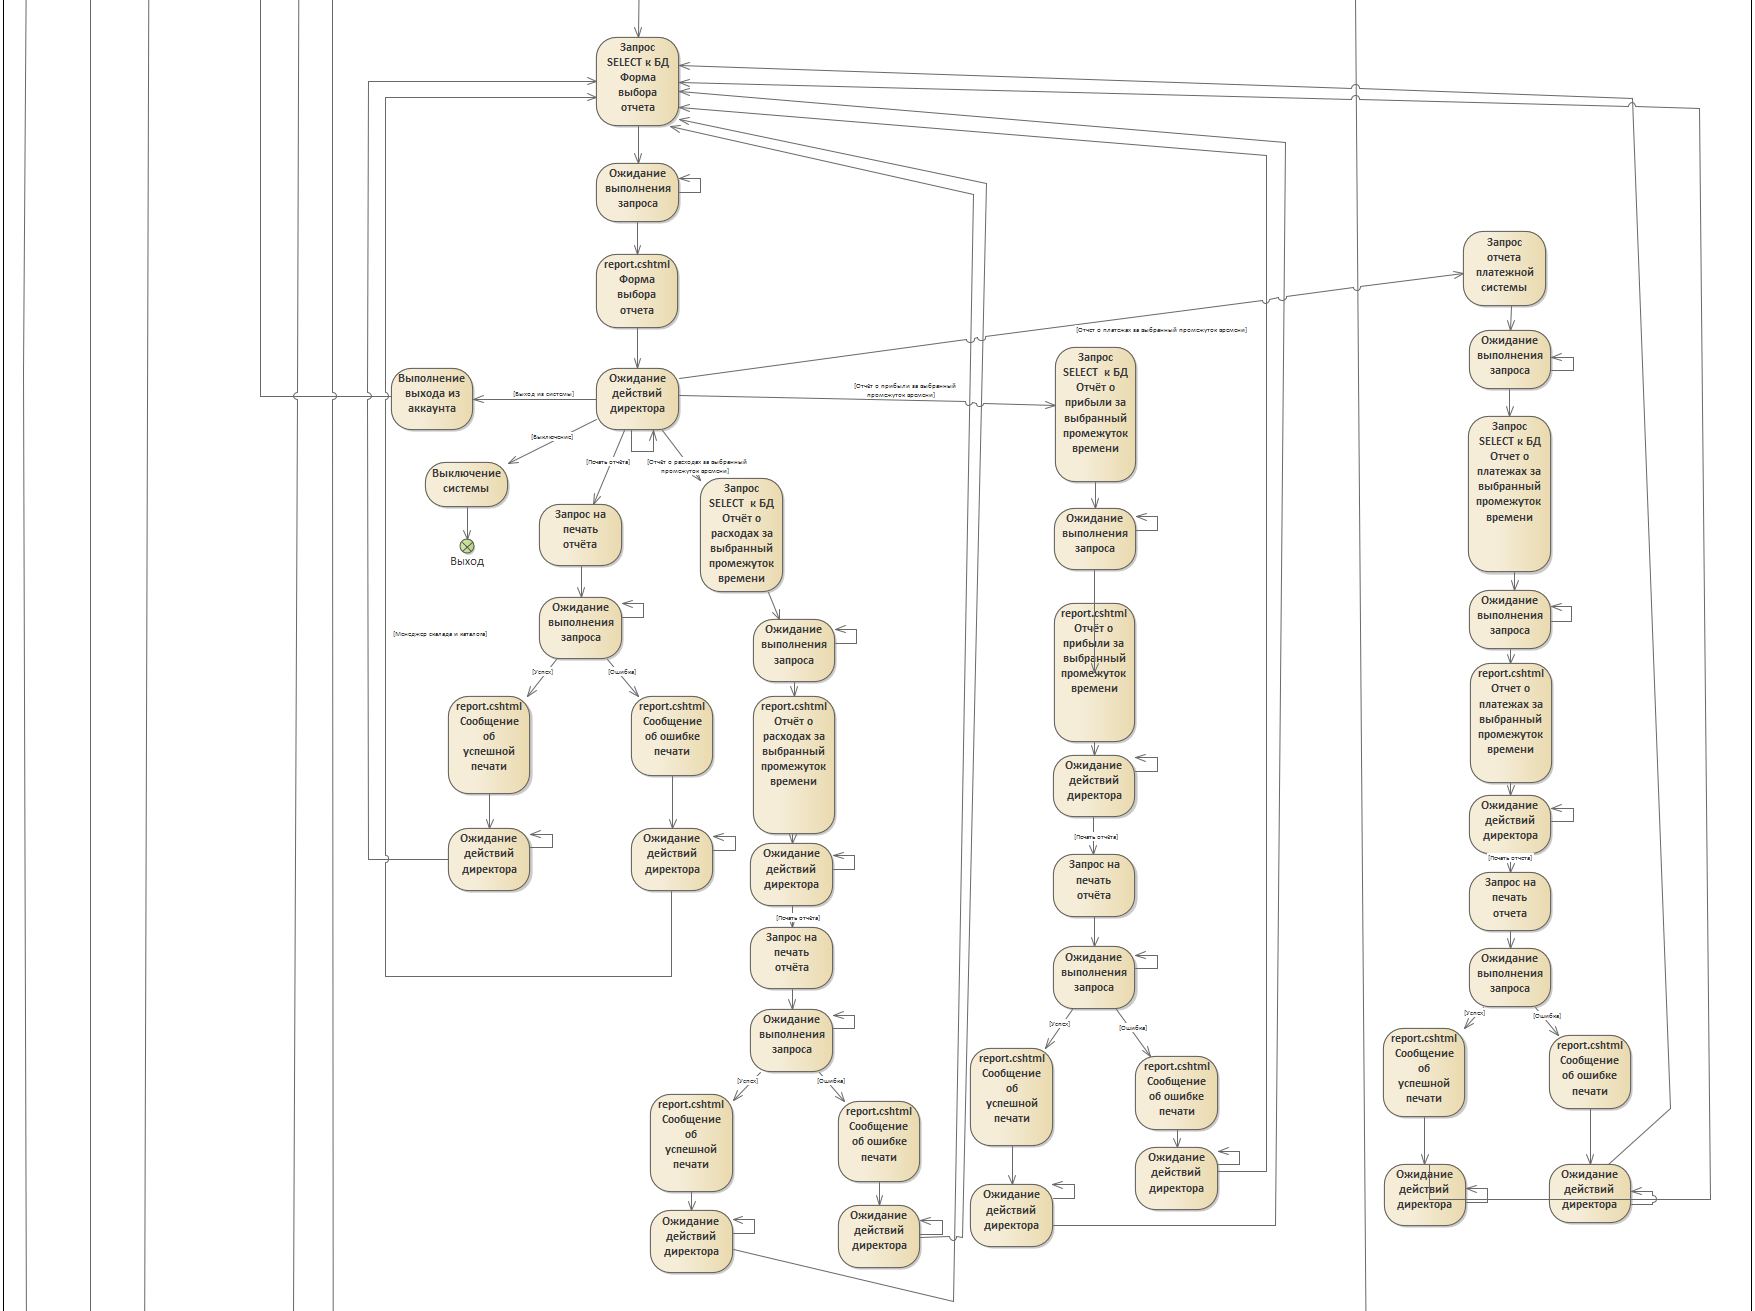 Запрос
SELECT к БД
Форма
выбора
отчета
Ожидание
выполнения
запроса
report.cshtml
Форма
выбора
отчета
Ожидание
действий
директора
[Выход из системы]
Выполнение
выхода из
аккаунта
[Выключение]
Выключение
системы
Выход
[Менеджер склада и каталога]
[Печать отчёта]
Запрос на
печать
отчёта
Ожидание
выполнения
запроса
[Успех]
[Ошибка]
report.cshtml
Сообщение
об
успешной
печати
Ожидание
действий
директора
report.cshtml
Сообщение
об ошибке
печати
Ожидание
действий
директора
[Отчёт о расходах за выбранный
промежуток времени]
Запрос
SELECT к БД
Отчёт о
расходах за
выбранный
промежуток
времени
Ожидание
выполнения
запроса
report.cshtml
Отчёт о
расходах за
выбранный
промежуток
времени
Ожидание
действий
директора
[Печать отчёта]
Запрос на
печать
отчёта
Ожидание
выполнения
запроса
[Успех]
[Ошибка]
report.cshtml
Сообщение
об
успешной
печати
Ожидание
действий
директора
report.cshtml
Сообщение
об ошибке
печати
Ожидание
действий
директора
[Отчёт о прибыли за выбранный
промежуток времени]
Запрос
SELECT к БД
Отчёт о
прибыли за
выбранный
промежуток
времени
Ожидание
выполнения
запроса
report.cshtml
Отчёт о
прибыли за
выбранный
промежуток
времени
Ожидание
действий
директора
[Печать отчёта]
Запрос на
печать
отчёта
Ожидание
выполнения
запроса
[Успех]
[Ошибка]
report.cshtml
Сообщение
об
успешной
печати
Ожидание
действий
директора
report.cshtml
Сообщение
об ошибке
печати
Ожидание
действий
директора
[Отчет о платежах за выбранный промежуток времени]
Запрос
отчета
платежной
системы
Ожидание
выполнения
запроса
Запрос
SELECT к БД
Отчет о
платежах за
выбранный
промежуток
времени
Ожидание
выполнения
запроса
report.cshtml
Отчет о
платежах за
выбранный
промежуток
времени
Ожидание
действий
директора
[Печать отчета]
Запрос на
печать
отчета
Ожидание
выполнения
запроса
[Успех]
[Ошибка]
report.cshtml
Сообщение
об
успешной
печати
Ожидание
действий
директора
report.cshtml
Сообщение
об ошибке
печати
Ожидание
действий
директора